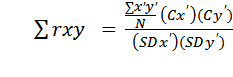 ∑rxy = (∑x'y'/N (Cx')(Cy')) / ((SDx')(SDy'))